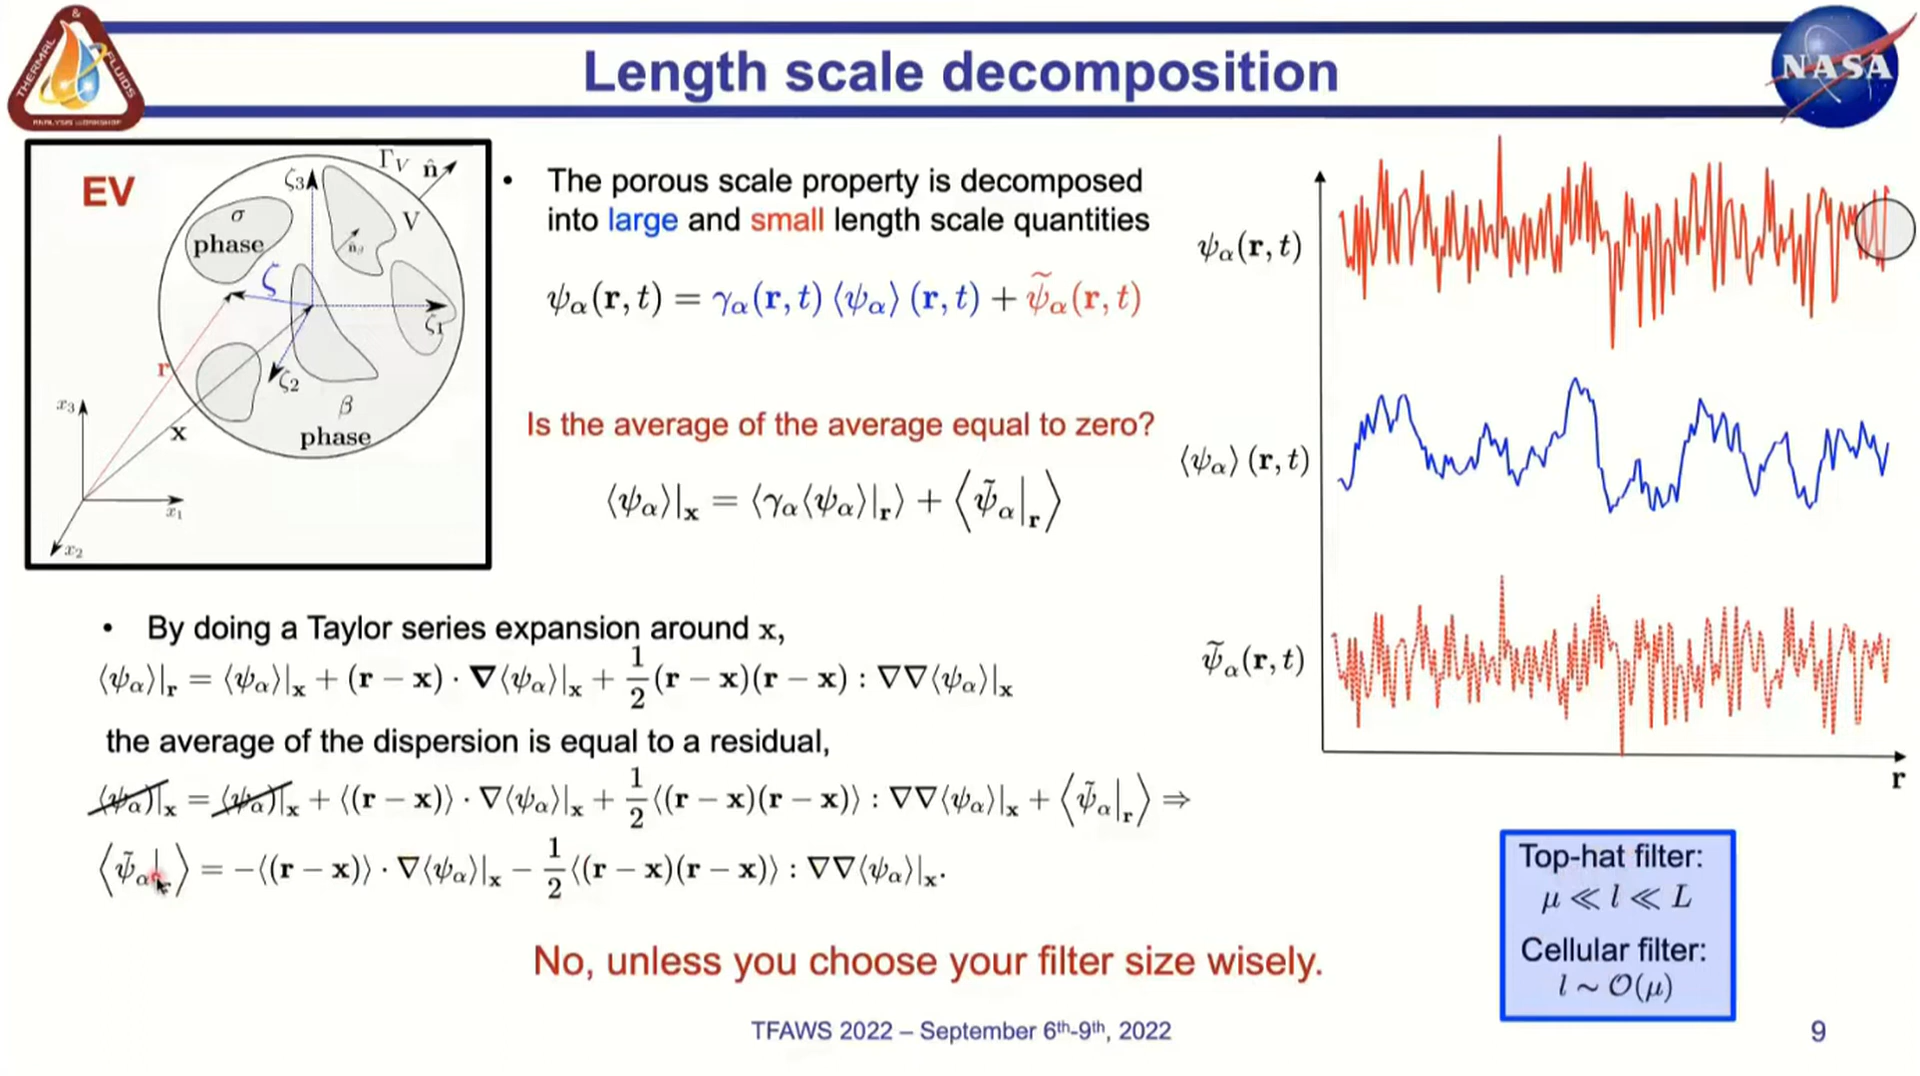 Length scale decomposition
THERMAL & FLUIDS
ANALYSIS WORKSHOP
NASA
EV
Γ_V n̂
ζ3
σ
phase
V
n̂_β
ζ
ζ1
r
ζ2
x3
β
x
phase
x1
x2
• The porous scale property is decomposed
into large and small length scale quantities
ψ_α(r, t) = γ_α(r, t) ⟨ψ_α⟩ (r, t) + ψ̃_α(r, t)
Is the average of the average equal to zero?
⟨ψ_α⟩|_x = ⟨γ_α⟨ψ_α⟩|_r⟩ + ⟨ψ̃_α|_r⟩
• By doing a Taylor series expansion around x,
⟨ψ_α⟩|_r = ⟨ψ_α⟩|_x + (r − x) · ∇⟨ψ_α⟩|_x + 1/2 (r − x)(r − x) : ∇∇⟨ψ_α⟩|_x
the average of the dispersion is equal to a residual,
⟨ψ_α⟩|_x = ⟨ψ_α⟩|_x + ⟨(r − x)⟩ · ∇⟨ψ_α⟩|_x + 1/2 ⟨(r − x)(r − x)⟩ : ∇∇⟨ψ_α⟩|_x + ⟨ψ̃_α|_r⟩ ⇒
⟨ψ̃_α|_r⟩ = −⟨(r − x)⟩ · ∇⟨ψ_α⟩|_x − 1/2 ⟨(r − x)(r − x)⟩ : ∇∇⟨ψ_α⟩|_x.
No, unless you choose your filter size wisely.
ψ_α(r, t)
⟨ψ_α⟩ (r, t)
ψ̃_α(r, t)
r
Top-hat filter:
μ ≪ l ≪ L
Cellular filter:
l ~ O(μ)
TFAWS 2022 – September 6th-9th, 2022
9